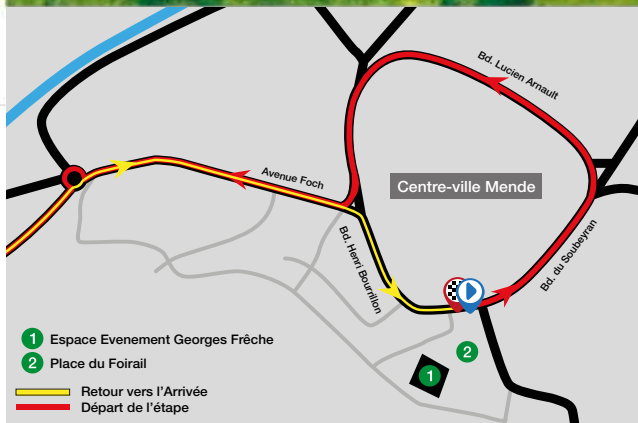 Bd. Lucien Arnault
Avenue Foch
Centre-ville Mende
Bd. Henri Bourrillon
Bd. du Soubeyran
1 Espace Evenement Georges Frêche
2 Place du Foirail
2
1
Retour vers l'Arrivée
Départ de l'étape